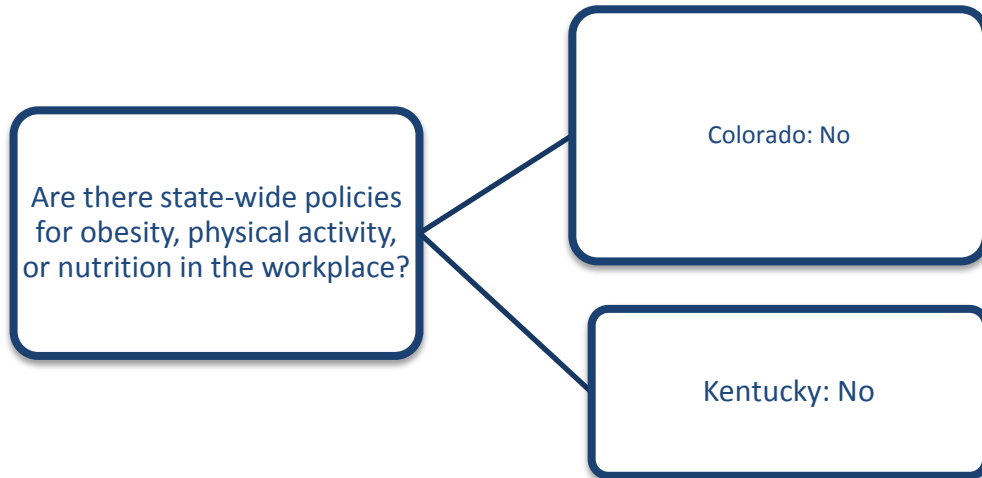 Are there state-wide policies
for obesity, physical activity,
or nutrition in the workplace?
Colorado: No
Kentucky: No